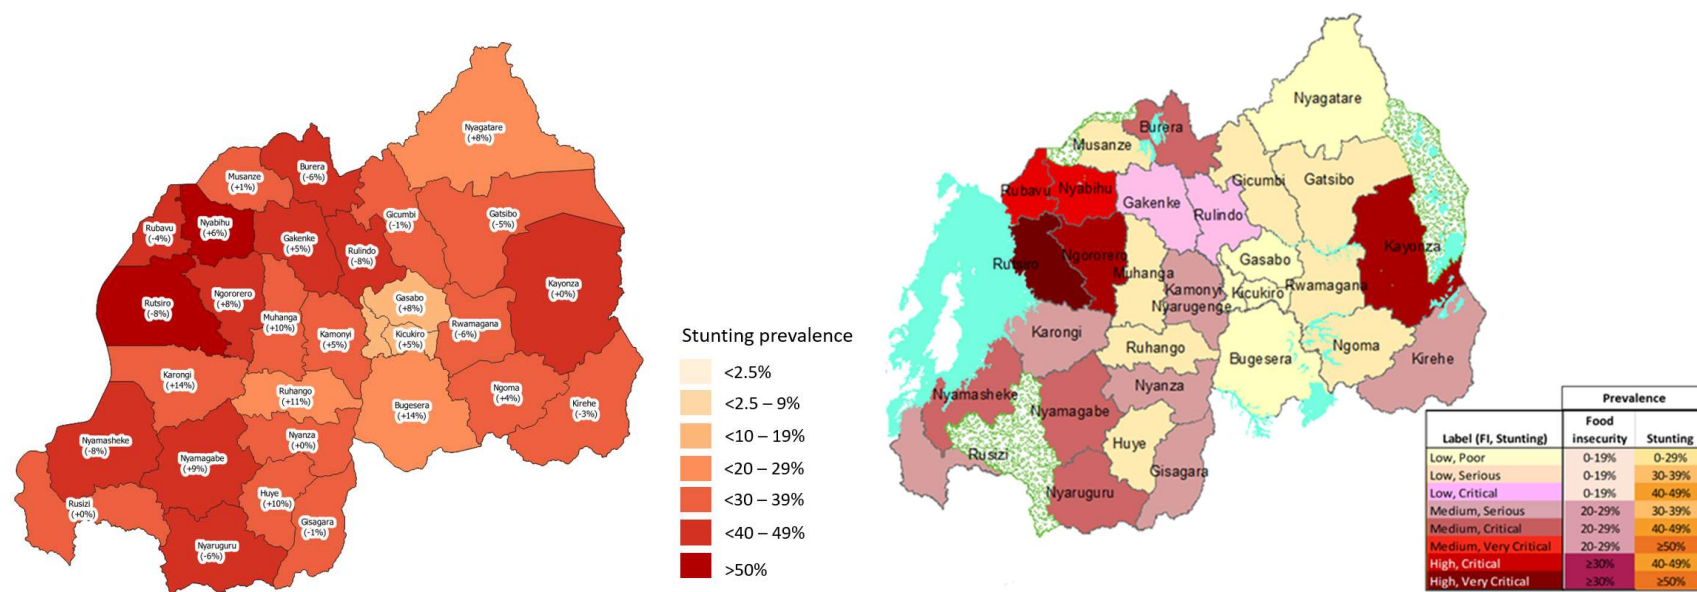 Nyagatare
(+8%)
Burera
(-6%)
Musanze
(+1%)
Gicumbi
(-1%)
Gatsibo
(-5%)
Rubavu
(-4%)
Nyabihu
(+6%)
Gakenke
(+5%)
Rulindo
(-8%)
Kayonza
(+0%)
Rutsiro
(-8%)
Ngororero
(+8%)
Gasabo
(+8%)
Muhanga
(+10%)
Kamonyi
(+5%)
Kicukiro
(+5%)
Rwamagana
(-6%)
Karongi
(+14%)
Ruhango
(+11%)
Bugesera
(+14%)
Ngoma
(+4%)
Kirehe
(-3%)
Nyamasheke
(-8%)
Nyamagabe
(+9%)
Nyanza
(+0%)
Rusizi
(+0%)
Huye
(+10%)
Gisagara
(-1%)
Nyaruguru
(-6%)
Stunting prevalence
<2.5%
<2.5 – 9%
<10 – 19%
<20 – 29%
<30 – 39%
<40 – 49%
>50%
Nyagatare
Burera
Musanze
Gicumbi
Gatsibo
Rubavu
Nyabihu
Gakenke
Rulindo
Kayonza
Rutsiro
Ngororero
Muhanga
Gasabo
Kamonyi
Nyarugenge
Kicukiro
Rwamagana
Karongi
Ruhango
Bugesera
Ngoma
Kirehe
Nyamasheke
Nyamagabe
Nyanza
Huye
Rusizi
Gisagara
Nyaruguru
Prevalence
Label (FI, Stunting) Food insecurity Stunting
Low, Poor 0-19% 0-29%
Low, Serious 0-19% 30-39%
Low, Critical 0-19% 40-49%
Medium, Serious 20-29% 30-39%
Medium, Critical 20-29% 40-49%
Medium, Very Critical 20-29% ≥50%
High, Critical ≥30% 40-49%
High, Very Critical ≥30% ≥50%